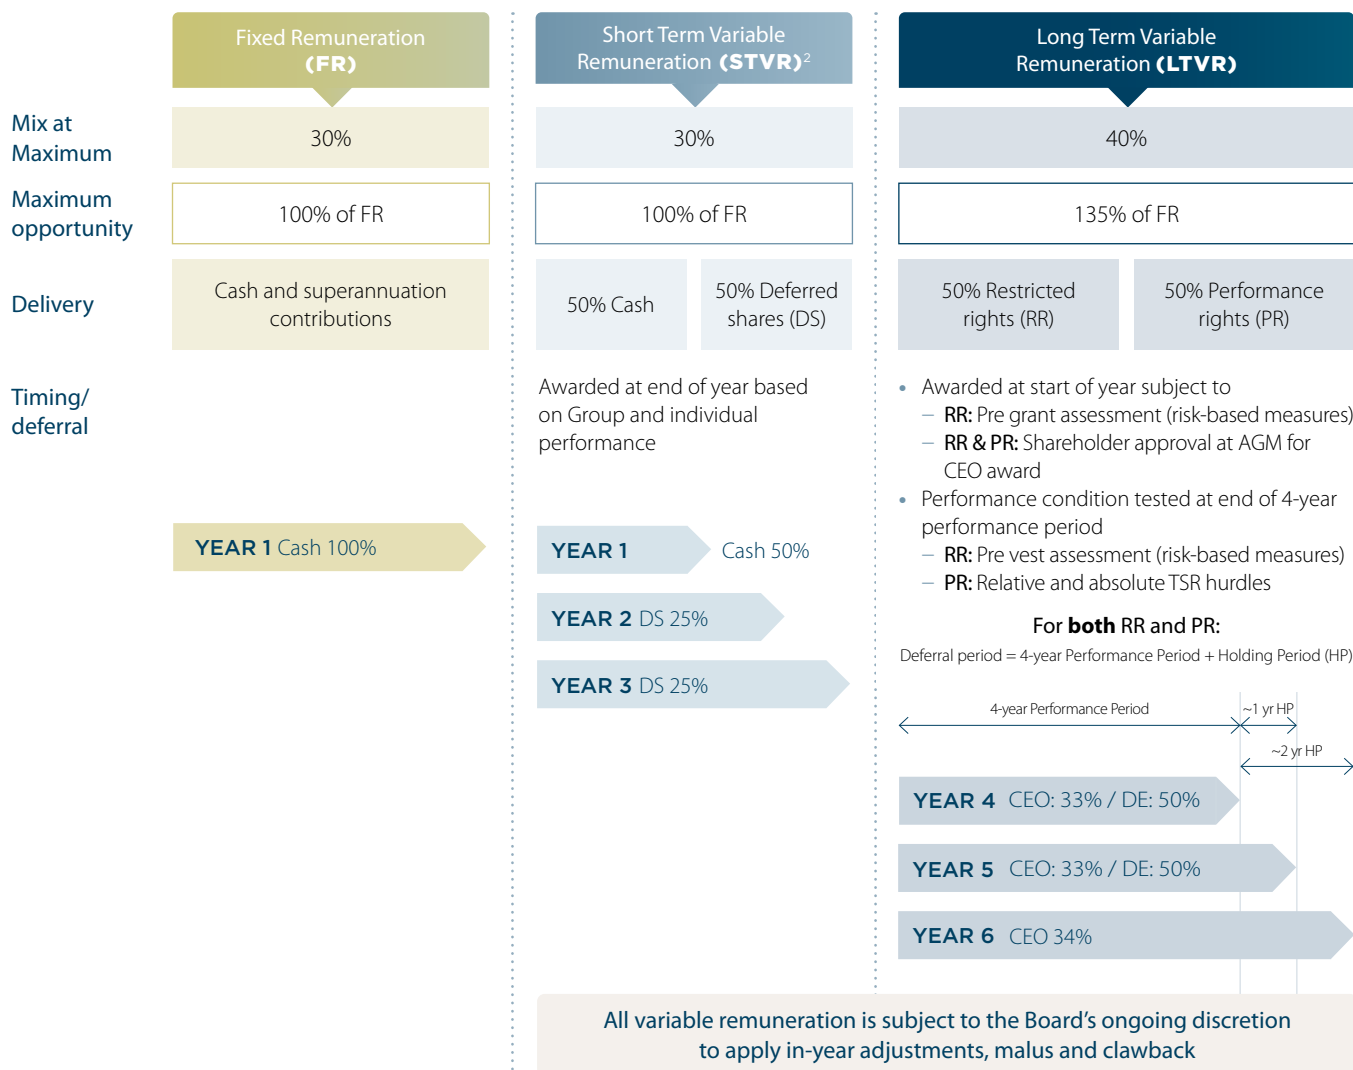 Fixed Remuneration
(FR)
Short Term Variable
Remuneration (STVR)2
Long Term Variable
Remuneration (LTVR)
Mix at
Maximum
30%
30%
40%
Maximum
opportunity
100% of FR
100% of FR
135% of FR
Delivery
Cash and superannuation
contributions
50% Cash
50% Deferred
shares (DS)
50% Restricted
rights (RR)
50% Performance
rights (PR)
Timing/
deferral
YEAR 1 Cash 100%
Awarded at end of year based
on Group and individual
performance
YEAR 1 Cash 50%
YEAR 2 DS 25%
YEAR 3 DS 25%
• Awarded at start of year subject to
– RR: Pre grant assessment (risk-based measures)
– RR & PR: Shareholder approval at AGM for
CEO award
• Performance condition tested at end of 4-year
performance period
– RR: Pre vest assessment (risk-based measures)
– PR: Relative and absolute TSR hurdles
For both RR and PR:
Deferral period = 4-year Performance Period + Holding Period (HP)
4-year Performance Period
~1 yr HP
~2 yr HP
YEAR 4 CEO: 33% / DE: 50%
YEAR 5 CEO: 33% / DE: 50%
YEAR 6 CEO 34%
All variable remuneration is subject to the Board's ongoing discretion
to apply in-year adjustments, malus and clawback